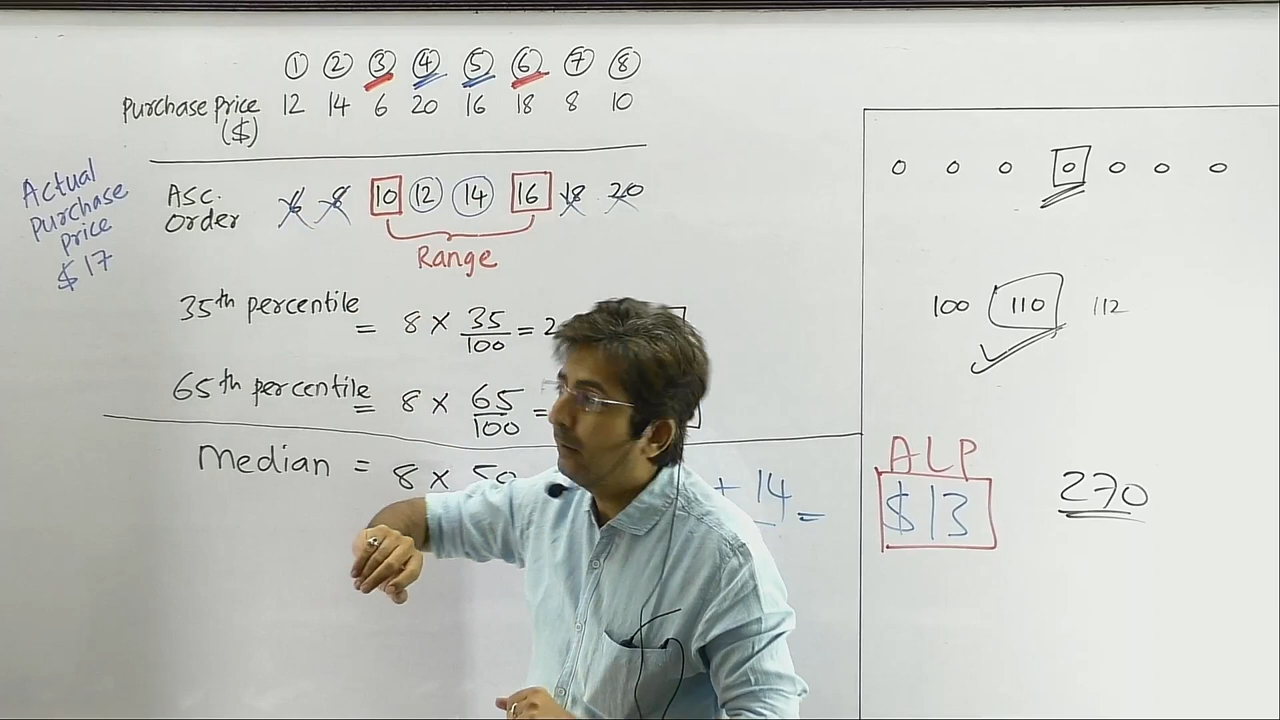 ① ② ③ ④ ⑤ ⑥ ⑦ ⑧
Purchase Price 12 14 6 20 16 18 8 10
($)
Actual
Purchase
Price
$17
Asc. 6 8 10 12 14 16 18 20
Order
Range
35th percentile = 8 × 35/100 = 2
65th percentile = 8 × 65/100 =
Median = 8 × 50
+ 14 =
0 0 0 0 0 0 0
100 110 112
ALP
$13
270